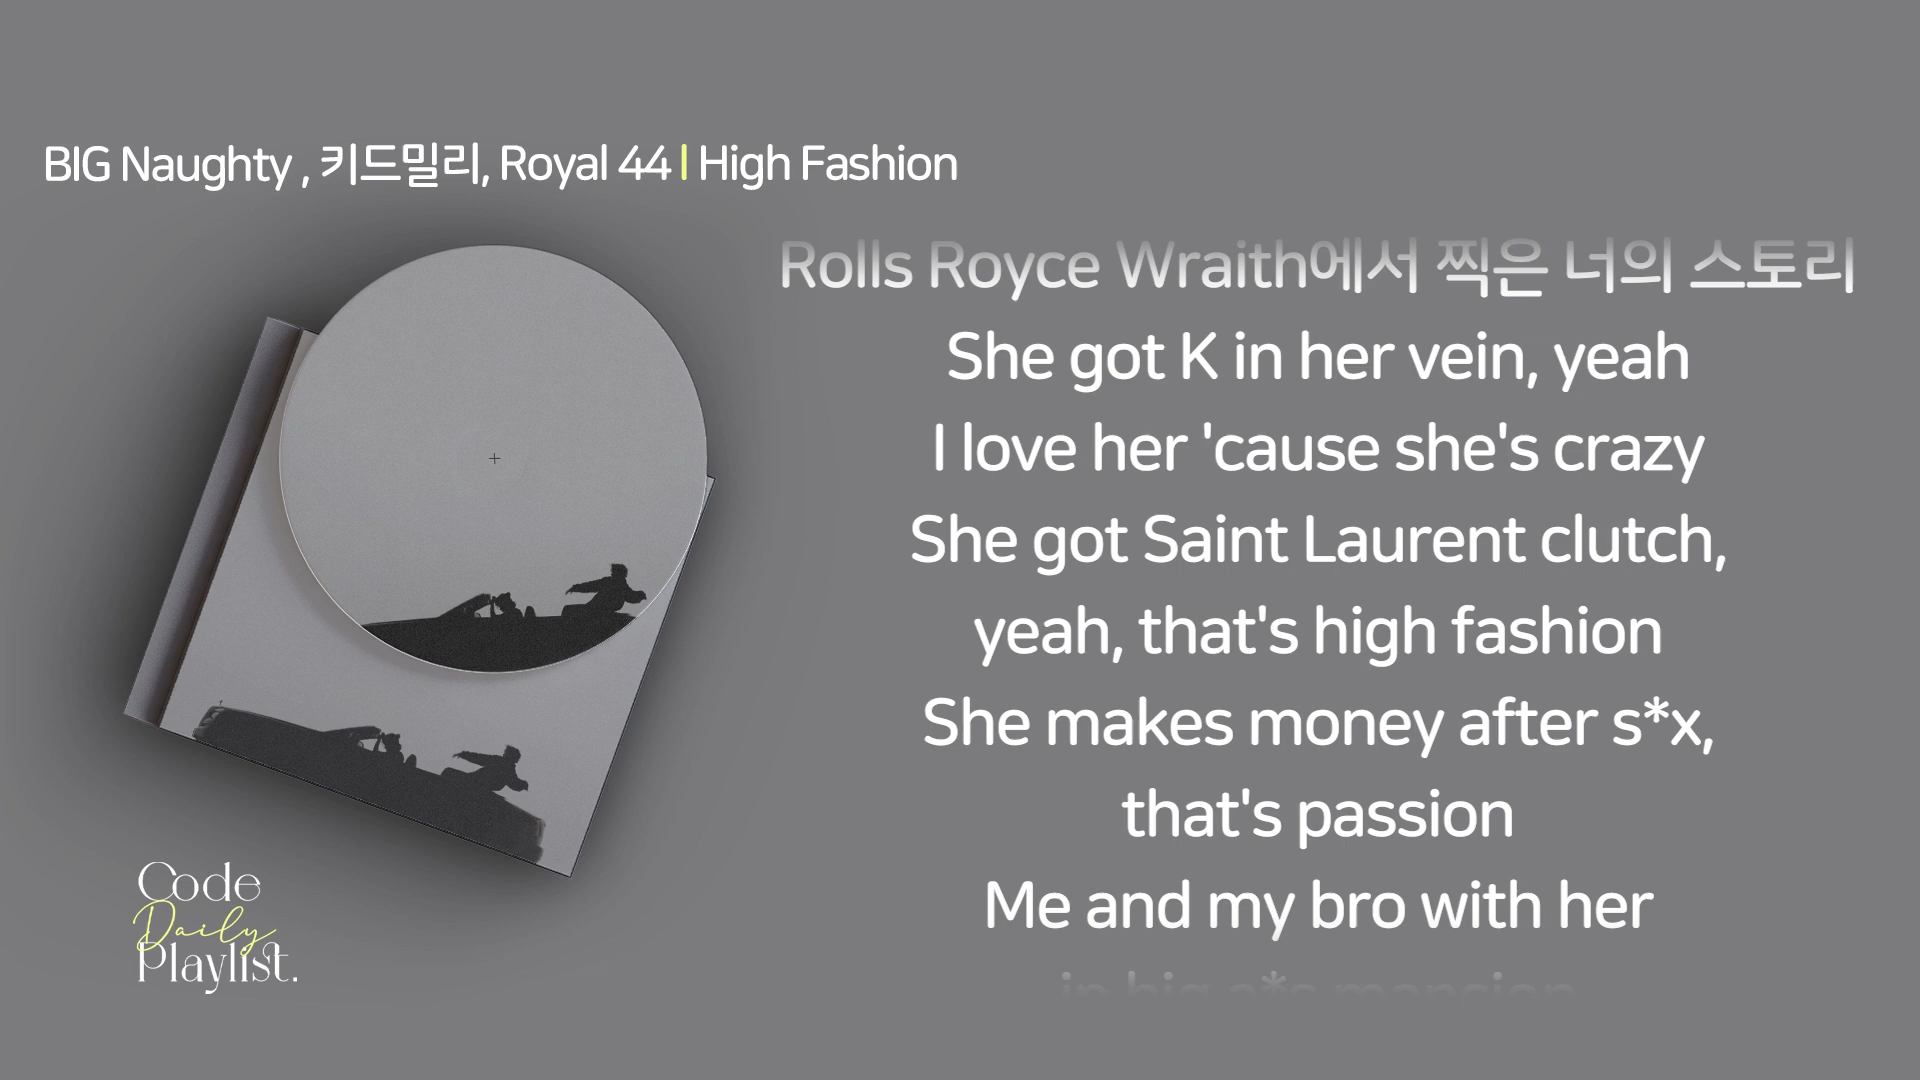 BIG Naughty , 키드밀리, Royal 44 | High Fashion
Rolls Royce Wraith에서 찍은 너의 스토리
She got K in her vein, yeah
I love her 'cause she's crazy
She got Saint Laurent clutch,
yeah, that's high fashion
She makes money after s*x,
that's passion
Me and my bro with her
in big a*s mansion
Code
Daily
Playlist.